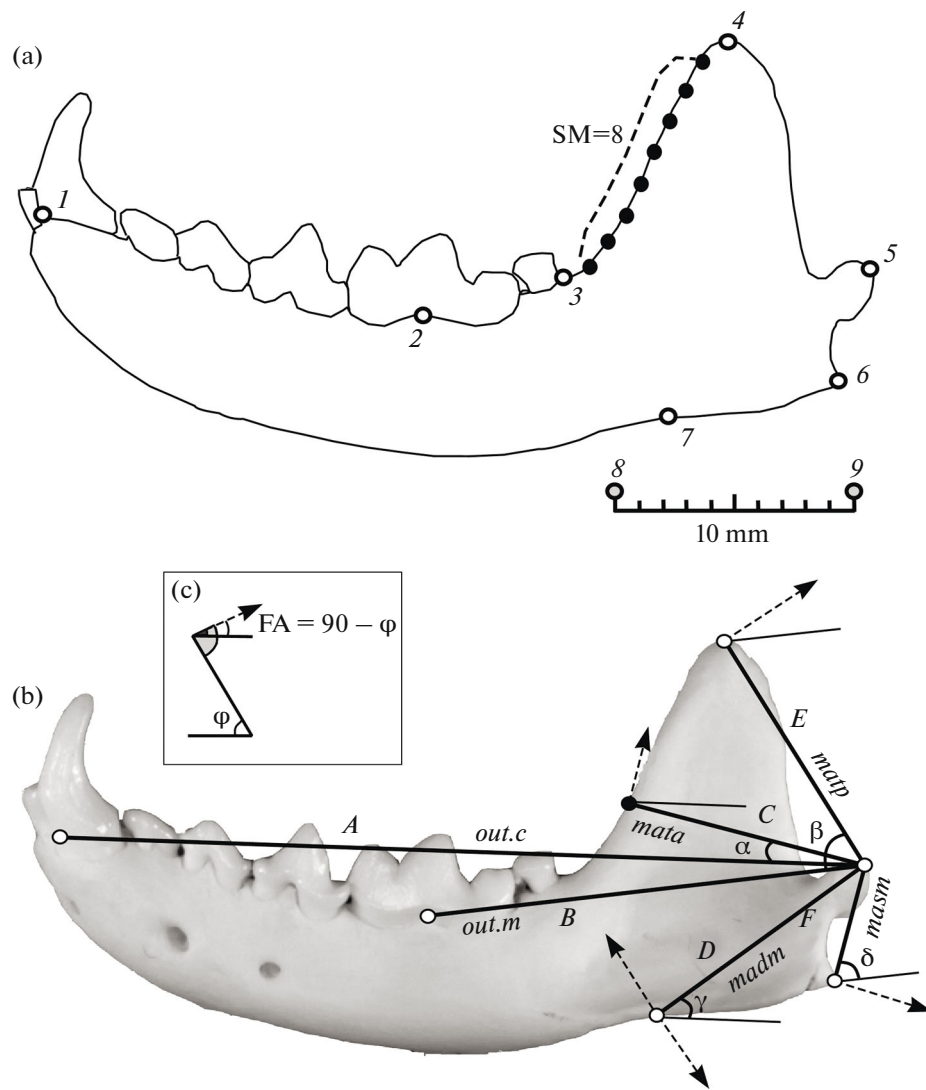 (a)
4
SM=8
1
5
3
2
6
7
8 9
10 mm
(c)
FA = 90 – φ
φ
(b)
E
matp
C
A
mata
β
out.c
α
out.m
B
F
masm
D
madm
δ
γ